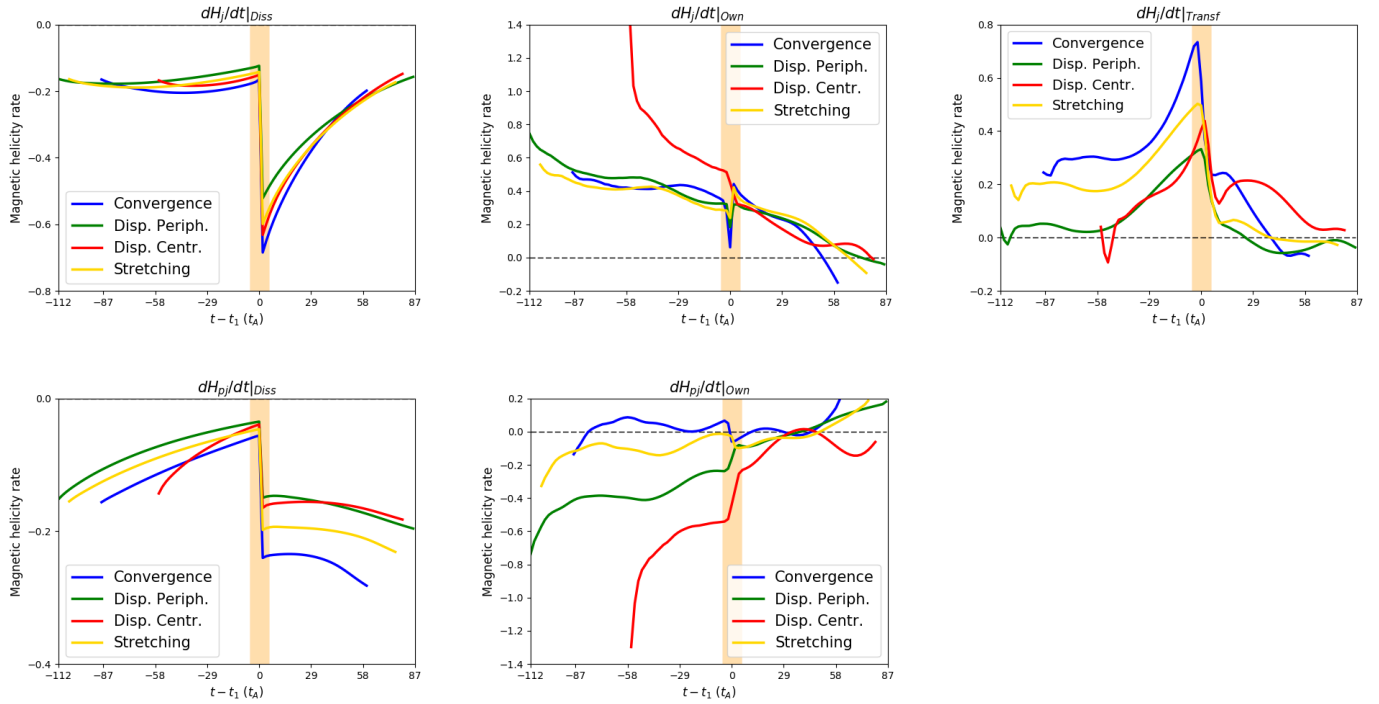 dH_j/dt|_Diss
Magnetic helicity rate
0.0
−0.2
−0.4
−0.6
−0.8
Convergence
Disp. Periph.
Disp. Centr.
Stretching
−112 −87 −58 −29 0 29 58 87
t − t_1 (t_A)
dH_j/dt|_Own
Magnetic helicity rate
1.4
1.2
1.0
0.8
0.6
0.4
0.2
0.0
−0.2
Convergence
Disp. Periph.
Disp. Centr.
Stretching
−112 −87 −58 −29 0 29 58 87
t − t_1 (t_A)
dH_j/dt|_Transf
Magnetic helicity rate
0.8
0.6
0.4
0.2
0.0
−0.2
Convergence
Disp. Periph.
Disp. Centr.
Stretching
−112 −87 −58 −29 0 29 58 87
t − t_1 (t_A)
dH_pj/dt|_Diss
Magnetic helicity rate
0.0
−0.2
−0.4
Convergence
Disp. Periph.
Disp. Centr.
Stretching
−112 −87 −58 −29 0 29 58 87
t − t_1 (t_A)
dH_pj/dt|_Own
Magnetic helicity rate
0.2
0.0
−0.2
−0.4
−0.6
−0.8
−1.0
−1.2
−1.4
Convergence
Disp. Periph.
Disp. Centr.
Stretching
−112 −87 −58 −29 0 29 58 87
t − t_1 (t_A)